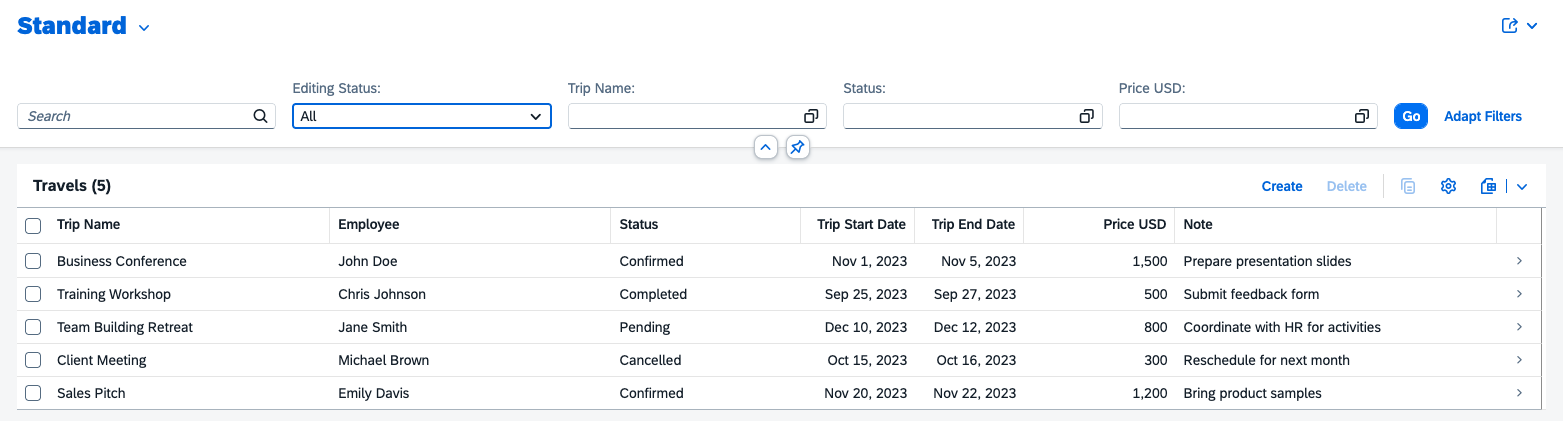 Standard
Editing Status: Trip Name: Status: Price USD:
Search All Go Adapt Filters
Travels (5) Create Delete
Trip Name Employee Status Trip Start Date Trip End Date Price USD Note
Business Conference John Doe Confirmed Nov 1, 2023 Nov 5, 2023 1,500 Prepare presentation slides
Training Workshop Chris Johnson Completed Sep 25, 2023 Sep 27, 2023 500 Submit feedback form
Team Building Retreat Jane Smith Pending Dec 10, 2023 Dec 12, 2023 800 Coordinate with HR for activities
Client Meeting Michael Brown Cancelled Oct 15, 2023 Oct 16, 2023 300 Reschedule for next month
Sales Pitch Emily Davis Confirmed Nov 20, 2023 Nov 22, 2023 1,200 Bring product samples